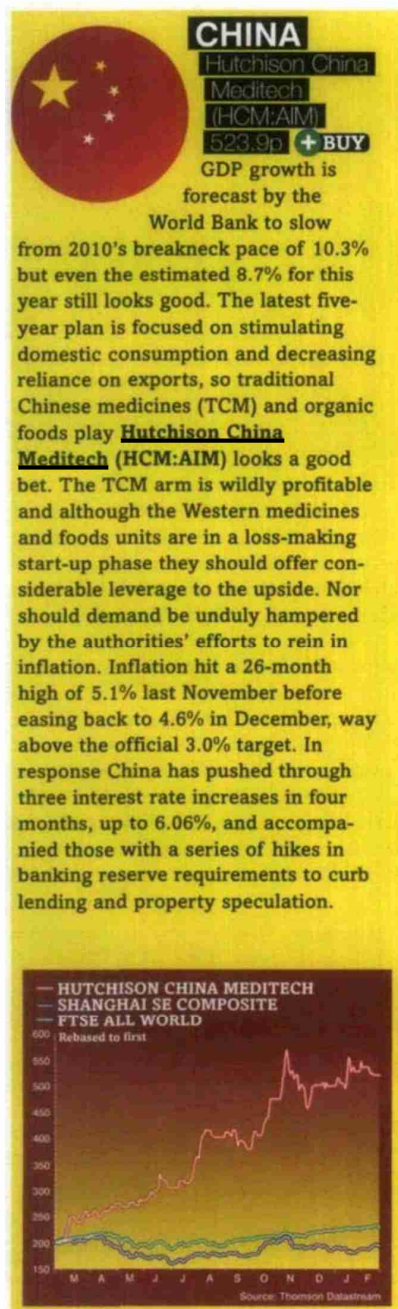 CHINA
Hutchison China
Meditech
(HCM:AIM)
523.9p + BUY
GDP growth is
forecast by the
World Bank to slow
from 2010's breakneck pace of 10.3%
but even the estimated 8.7% for this
year still looks good. The latest five-
year plan is focused on stimulating
domestic consumption and decreasing
reliance on exports, so traditional
Chinese medicines (TCM) and organic
foods play Hutchison China
Meditech (HCM:AIM) looks a good
bet. The TCM arm is wildly profitable
and although the Western medicines
and foods units are in a loss-making
start-up phase they should offer con-
siderable leverage to the upside. Nor
should demand be unduly hampered
by the authorities' efforts to rein in
inflation. Inflation hit a 26-month
high of 5.1% last November before
easing back to 4.6% in December, way
above the official 3.0% target. In
response China has pushed through
three interest rate increases in four
months, up to 6.06%, and accompa-
nied those with a series of hikes in
banking reserve requirements to curb
lending and property speculation.
HUTCHISON CHINA MEDITECH
SHANGHAI SE COMPOSITE
FTSE ALL WORLD
Rebased to first
600
550
500
450
400
350
300
250
200
150
M A M J J A S O N D J F
Source: Thomson Datastream